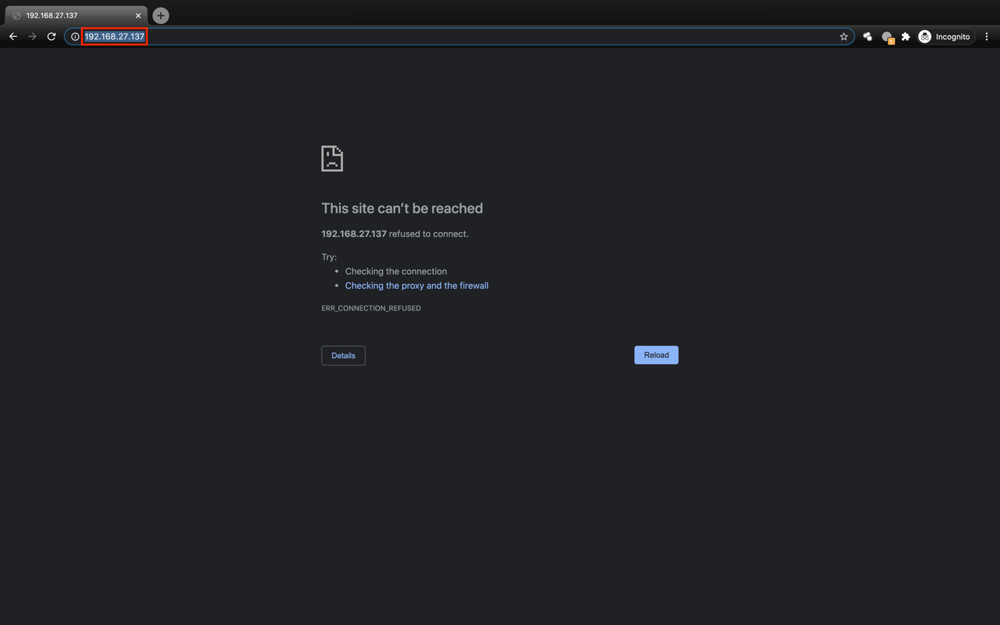 192.168.27.137
192.168.27.137
Incognito
1
This site can’t be reached
192.168.27.137 refused to connect.
Try:
• Checking the connection
• Checking the proxy and the firewall
ERR_CONNECTION_REFUSED
Details
Reload